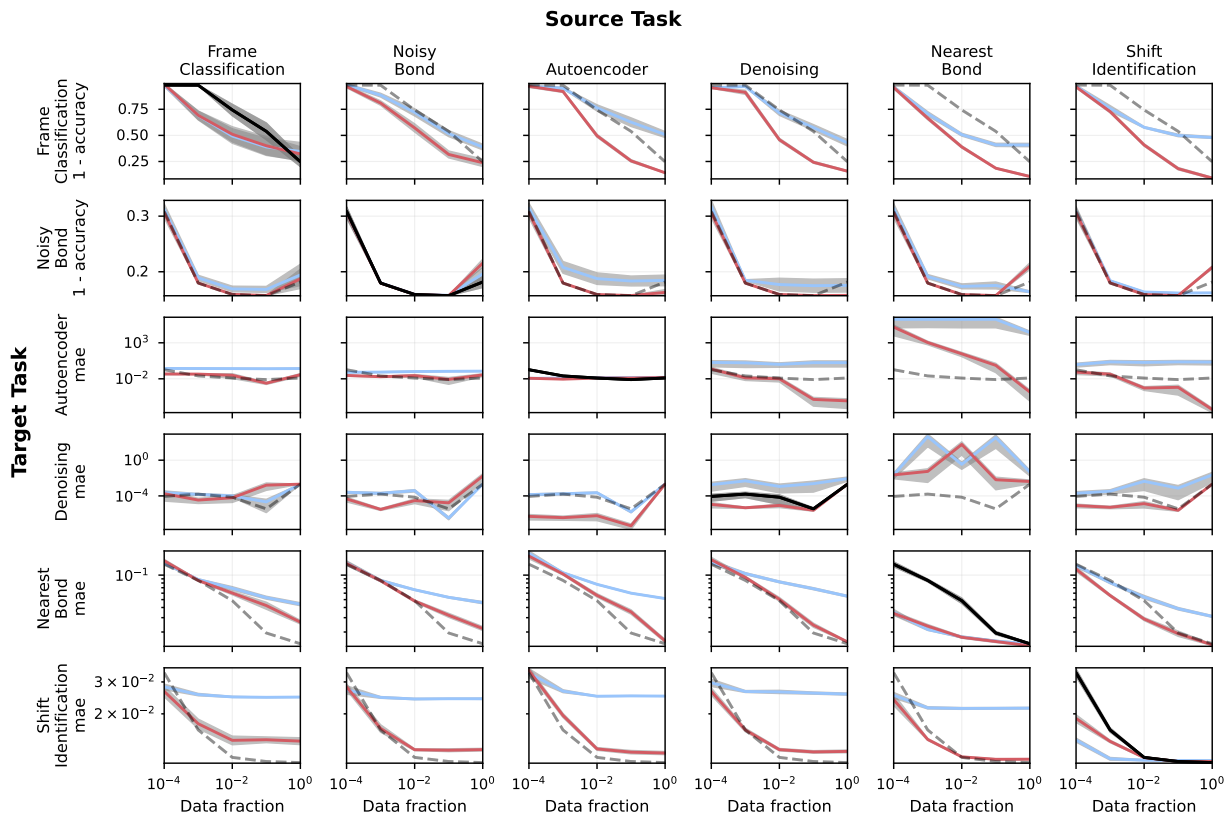 Source Task
Frame
Classification
Noisy
Bond
Autoencoder
Denoising
Nearest
Bond
Shift
Identification
Target Task
Frame
Classification
1 - accuracy
0.75
0.50
0.25
Noisy
Bond
1 - accuracy
0.3
0.2
Autoencoder
mae
10³
10⁻²
Denoising
mae
10⁰
10⁻⁴
Nearest
Bond
mae
10⁻¹
Shift
Identification
mae
3 × 10⁻²
2 × 10⁻²
10⁻⁴ 10⁻² 10⁰ 10⁻⁴ 10⁻² 10⁰ 10⁻⁴ 10⁻² 10⁰ 10⁻⁴ 10⁻² 10⁰ 10⁻⁴ 10⁻² 10⁰ 10⁻⁴ 10⁻² 10⁰
Data fraction Data fraction Data fraction Data fraction Data fraction Data fraction